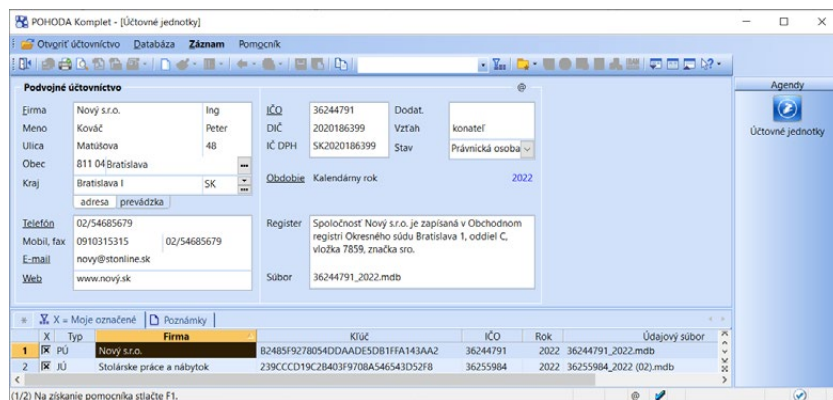 POHODA Komplet - [Účtovné jednotky]
Otvoriť účtovníctvo Databáza Záznam Pomocník
Podvojné účtovníctvo @
Agendy
Účtovné jednotky
Firma Nový s.r.o. Ing IČO 36244791 Dodat.
Meno Kováč Peter DIČ 2020186399 Vzťah konateľ
Ulica Matúšova 48 IČ DPH SK2020186399 Stav Právnická osoba
Obec 811 04 Bratislava
Kraj Bratislava I SK Obdobie Kalendárny rok 2022
adresa prevádzka
Telefón 02/54685679 Register Spoločnosť Nový s.r.o. je zapísaná v Obchodnom
Mobil, fax 0910315315 02/54685679 registri Okresného súdu Bratislava 1, oddiel C,
E-mail novy@stonline.sk vložka 7859, značka sro.
Web www.nový.sk Súbor 36244791_2022.mdb
X = Moje označené Poznámky
X Typ Firma Kľúč IČO Rok Údajový súbor
1 PÚ Nový s.r.o. B2485F9278054DDAADE5DB1FFA143AA2 36244791 2022 36244791_2022.mdb
2 JÚ Stolárske práce a nábytok 239CCCD19C2B403F9708A546543D52F8 36255984 2022 36255984_2022 (02).mdb
(1/2) Na získanie pomocníka stlačte F1. @